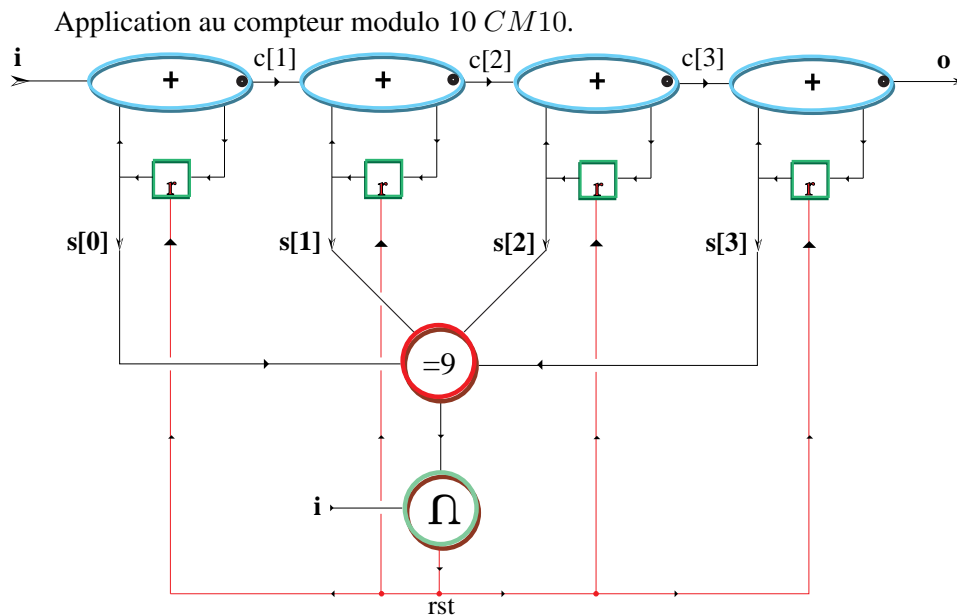 Application au compteur modulo 10 CM10.
i c[1] c[2] c[3] o
+ + + +
r r r r
s[0] s[1] s[2] s[3]
=9
i ∩
rst